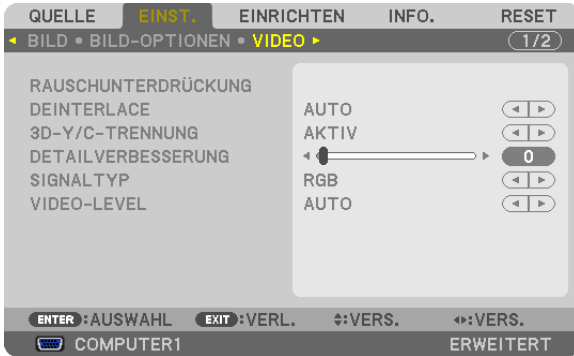 QUELLE EINST. EINRICHTEN INFO. RESET
BILD • BILD-OPTIONEN • VIDEO 1/2
RAUSCHUNTERDRÜCKUNG
DEINTERLACE AUTO
3D-Y/C-TRENNUNG AKTIV
DETAILVERBESSERUNG 0
SIGNALTYP RGB
VIDEO-LEVEL AUTO
ENTER :AUSWAHL EXIT :VERL. :VERS. :VERS.
COMPUTER1 ERWEITERT